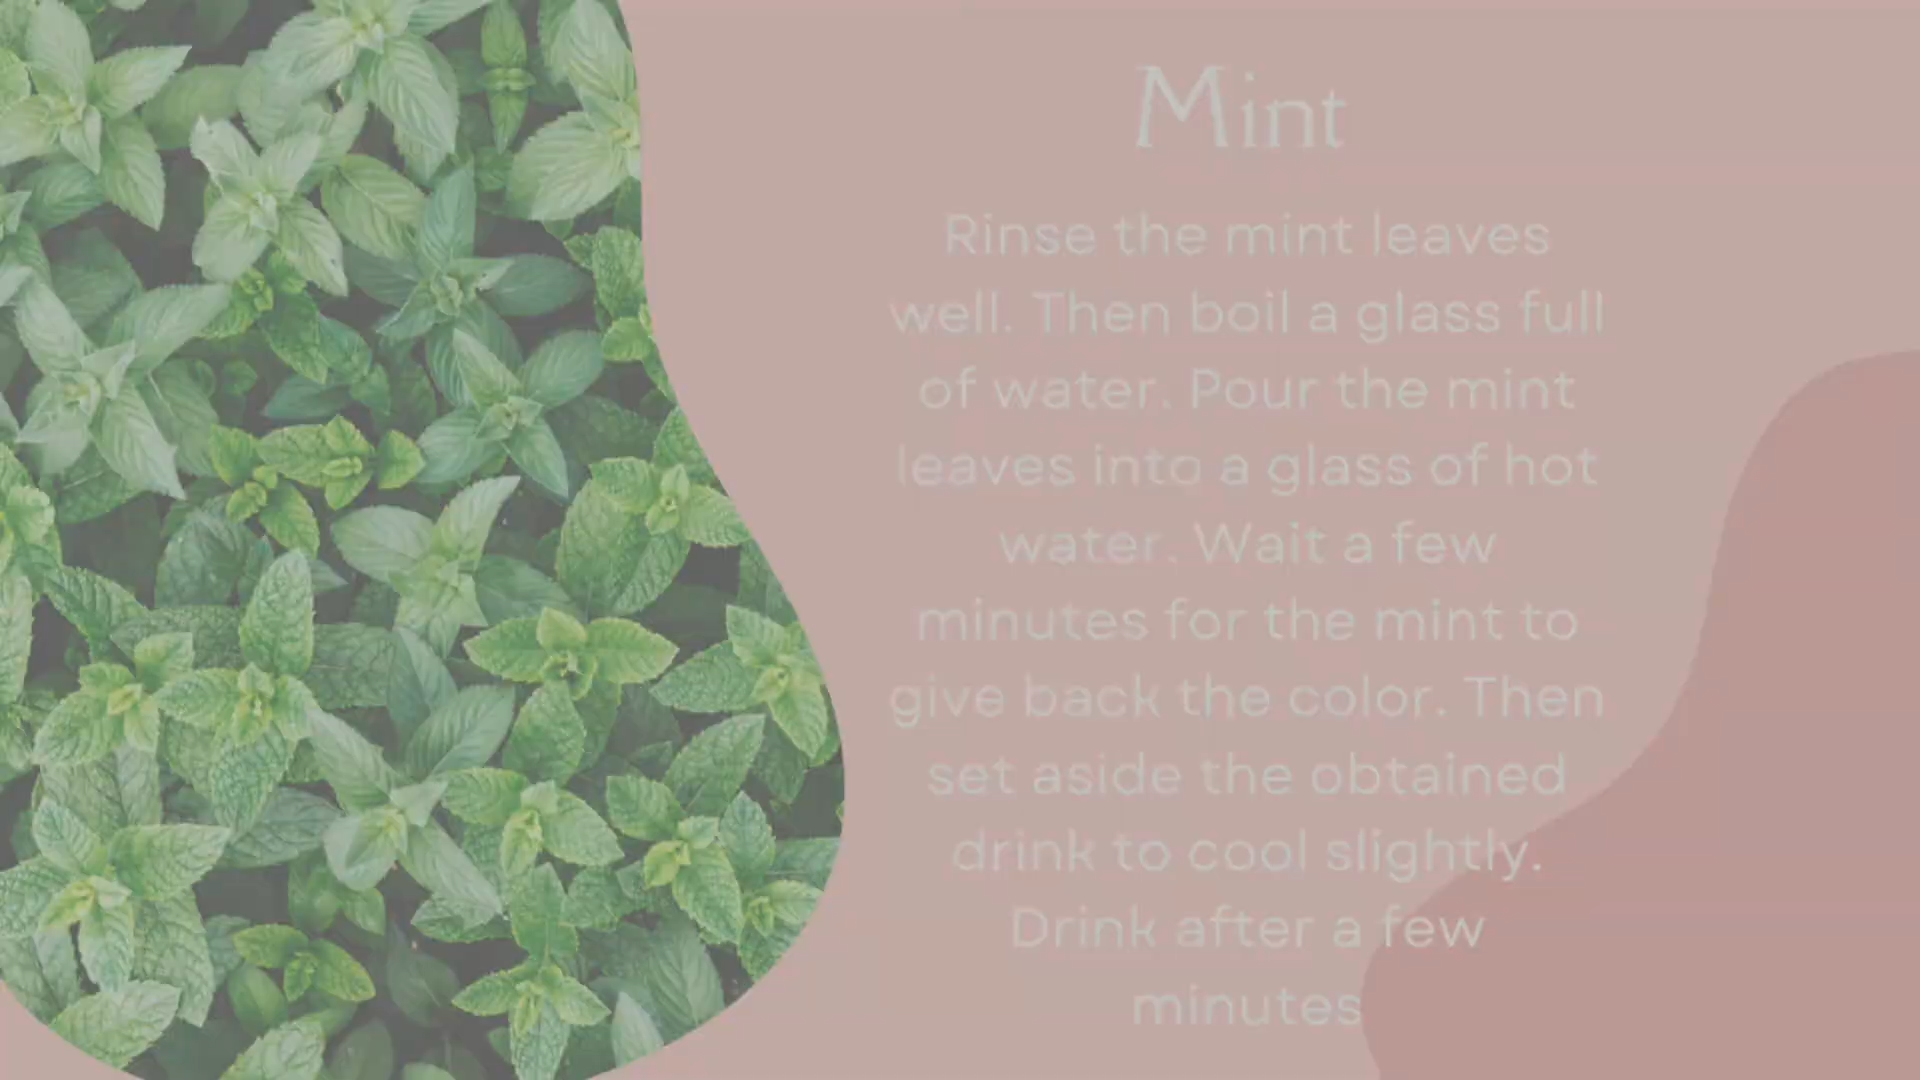 Mint
Rinse the mint leaves
well. Then boil a glass full
of water. Pour the mint
leaves into a glass of hot
water. Wait a few
minutes for the mint to
give back the color. Then
set aside the obtained
drink to cool slightly.
Drink after a few
minutes